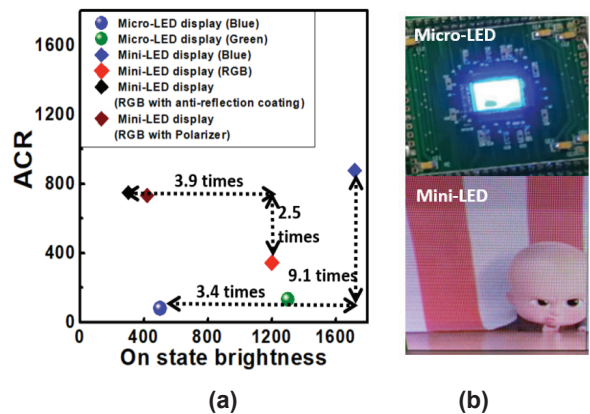 1800
1600
1200
800
400
0
ACR
Micro-LED display (Blue)
Micro-LED display (Green)
Mini-LED display (Blue)
Mini-LED display (RGB)
Mini-LED display
(RGB with anti-reflection coating)
Mini-LED display
(RGB with Polarizer)
3.9 times
2.5
times
9.1 times
3.4 times
0 400 800 1200 1600
On state brightness
(a)
Micro-LED
Mini-LED
(b)